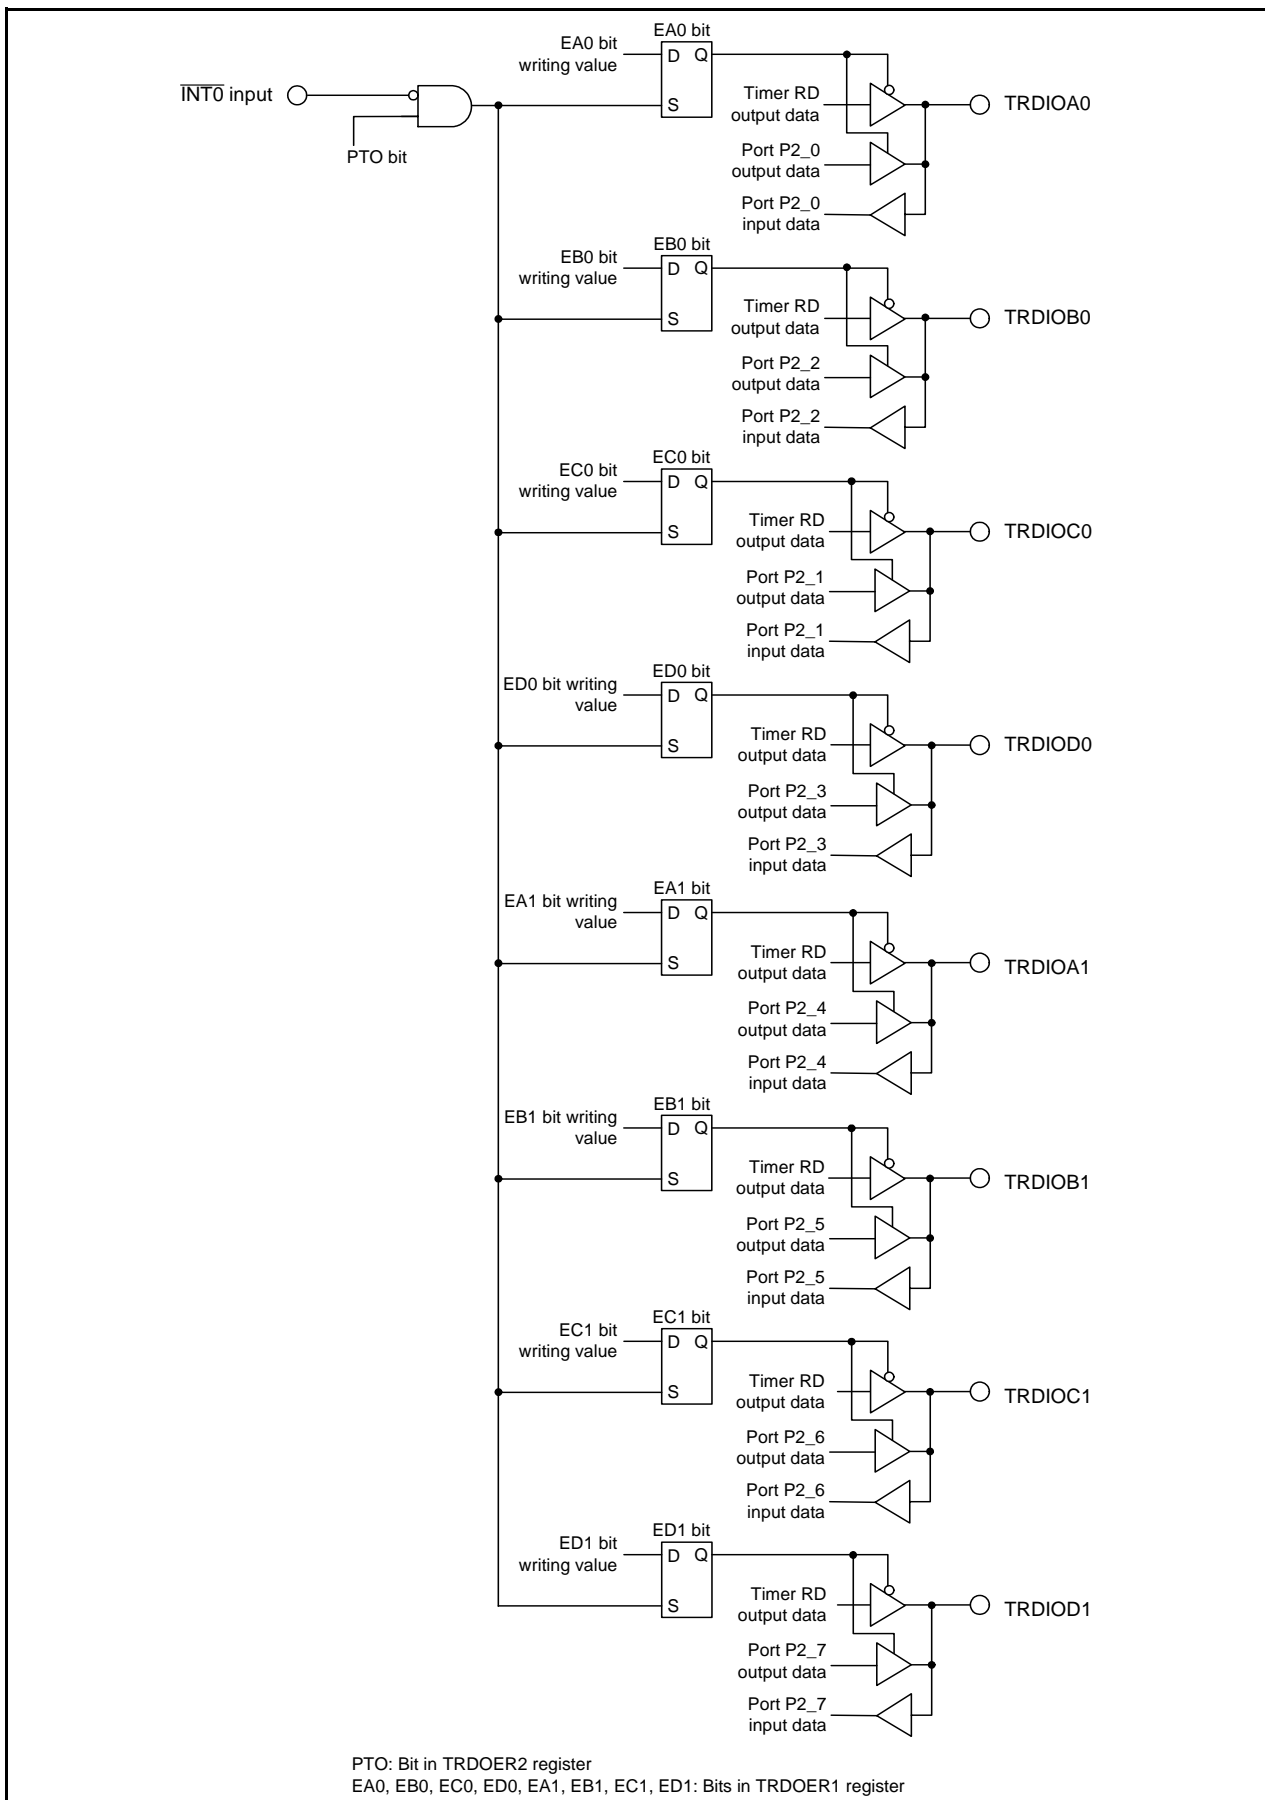 INT0 input
PTO bit
EA0 bit
EA0 bit
writing value
D Q
S
Timer RD
output data
TRDIOA0
Port P2_0
output data
Port P2_0
input data
EB0 bit
EB0 bit
writing value
D Q
S
Timer RD
output data
TRDIOB0
Port P2_2
output data
Port P2_2
input data
EC0 bit
EC0 bit
writing value
D Q
S
Timer RD
output data
TRDIOC0
Port P2_1
output data
Port P2_1
input data
ED0 bit
ED0 bit writing
value
D Q
S
Timer RD
output data
TRDIOD0
Port P2_3
output data
Port P2_3
input data
EA1 bit
EA1 bit writing
value
D Q
S
Timer RD
output data
TRDIOA1
Port P2_4
output data
Port P2_4
input data
EB1 bit
EB1 bit writing
value
D Q
S
Timer RD
output data
TRDIOB1
Port P2_5
output data
Port P2_5
input data
EC1 bit
EC1 bit
writing value
D Q
S
Timer RD
output data
TRDIOC1
Port P2_6
output data
Port P2_6
input data
ED1 bit
ED1 bit
writing value
D Q
S
Timer RD
output data
TRDIOD1
Port P2_7
output data
Port P2_7
input data
PTO: Bit in TRDOER2 register
EA0, EB0, EC0, ED0, EA1, EB1, EC1, ED1: Bits in TRDOER1 register